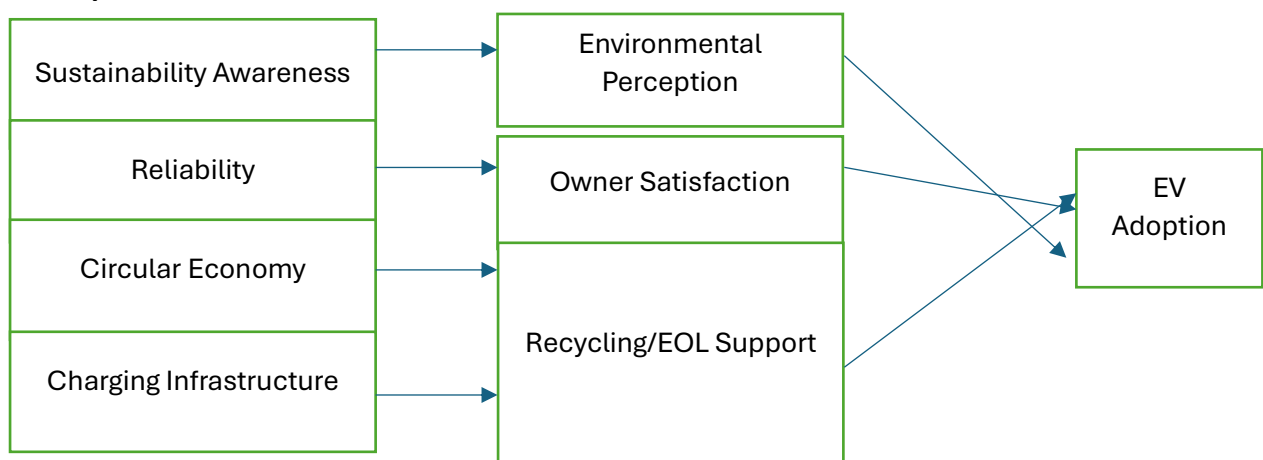 Sustainability Awareness
Environmental
Perception
Reliability
Owner Satisfaction
EV
Adoption
Circular Economy
Recycling/EOL Support
Charging Infrastructure